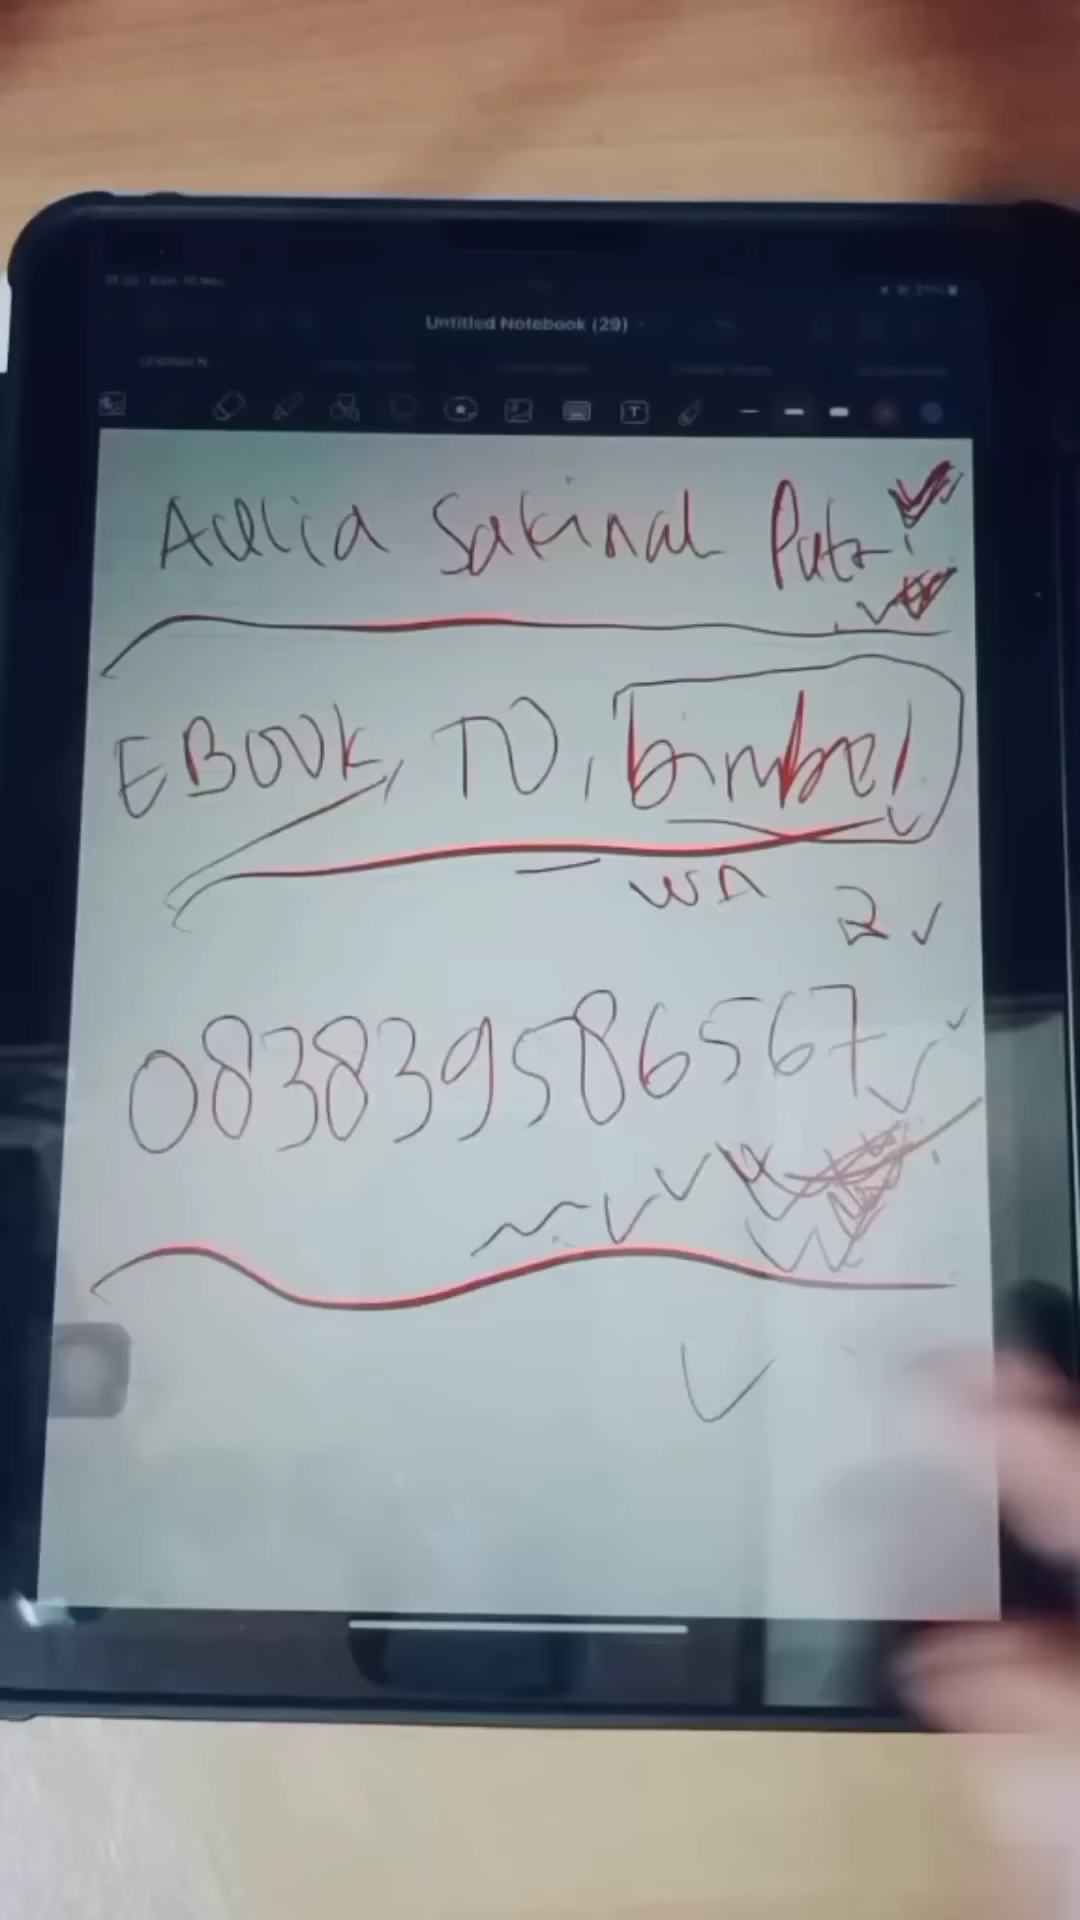 Untitled Notebook (29)
Aulia Sakinah Putri
EBOOK, TO, bimbel
WA
2
083839586567